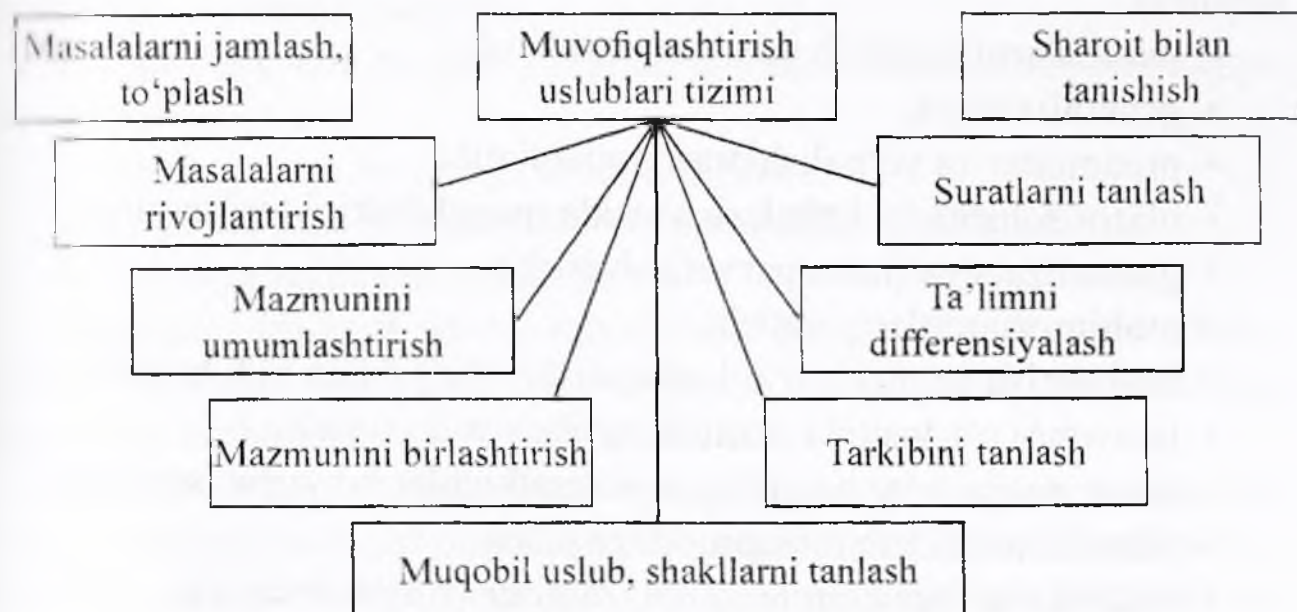 Masalalarni jamlash,
to‘plash
Muvofiqlashtirish
uslublari tizimi
Sharoit bilan
tanishish
Masalalarni
rivojlantirish
Suratlarni tanlash
Mazmunini
umumlashtirish
Ta’limni
differensiyalash
Mazmunini birlashtirish
Tarkibini tanlash
Muqobil uslub, shakllarni tanlash